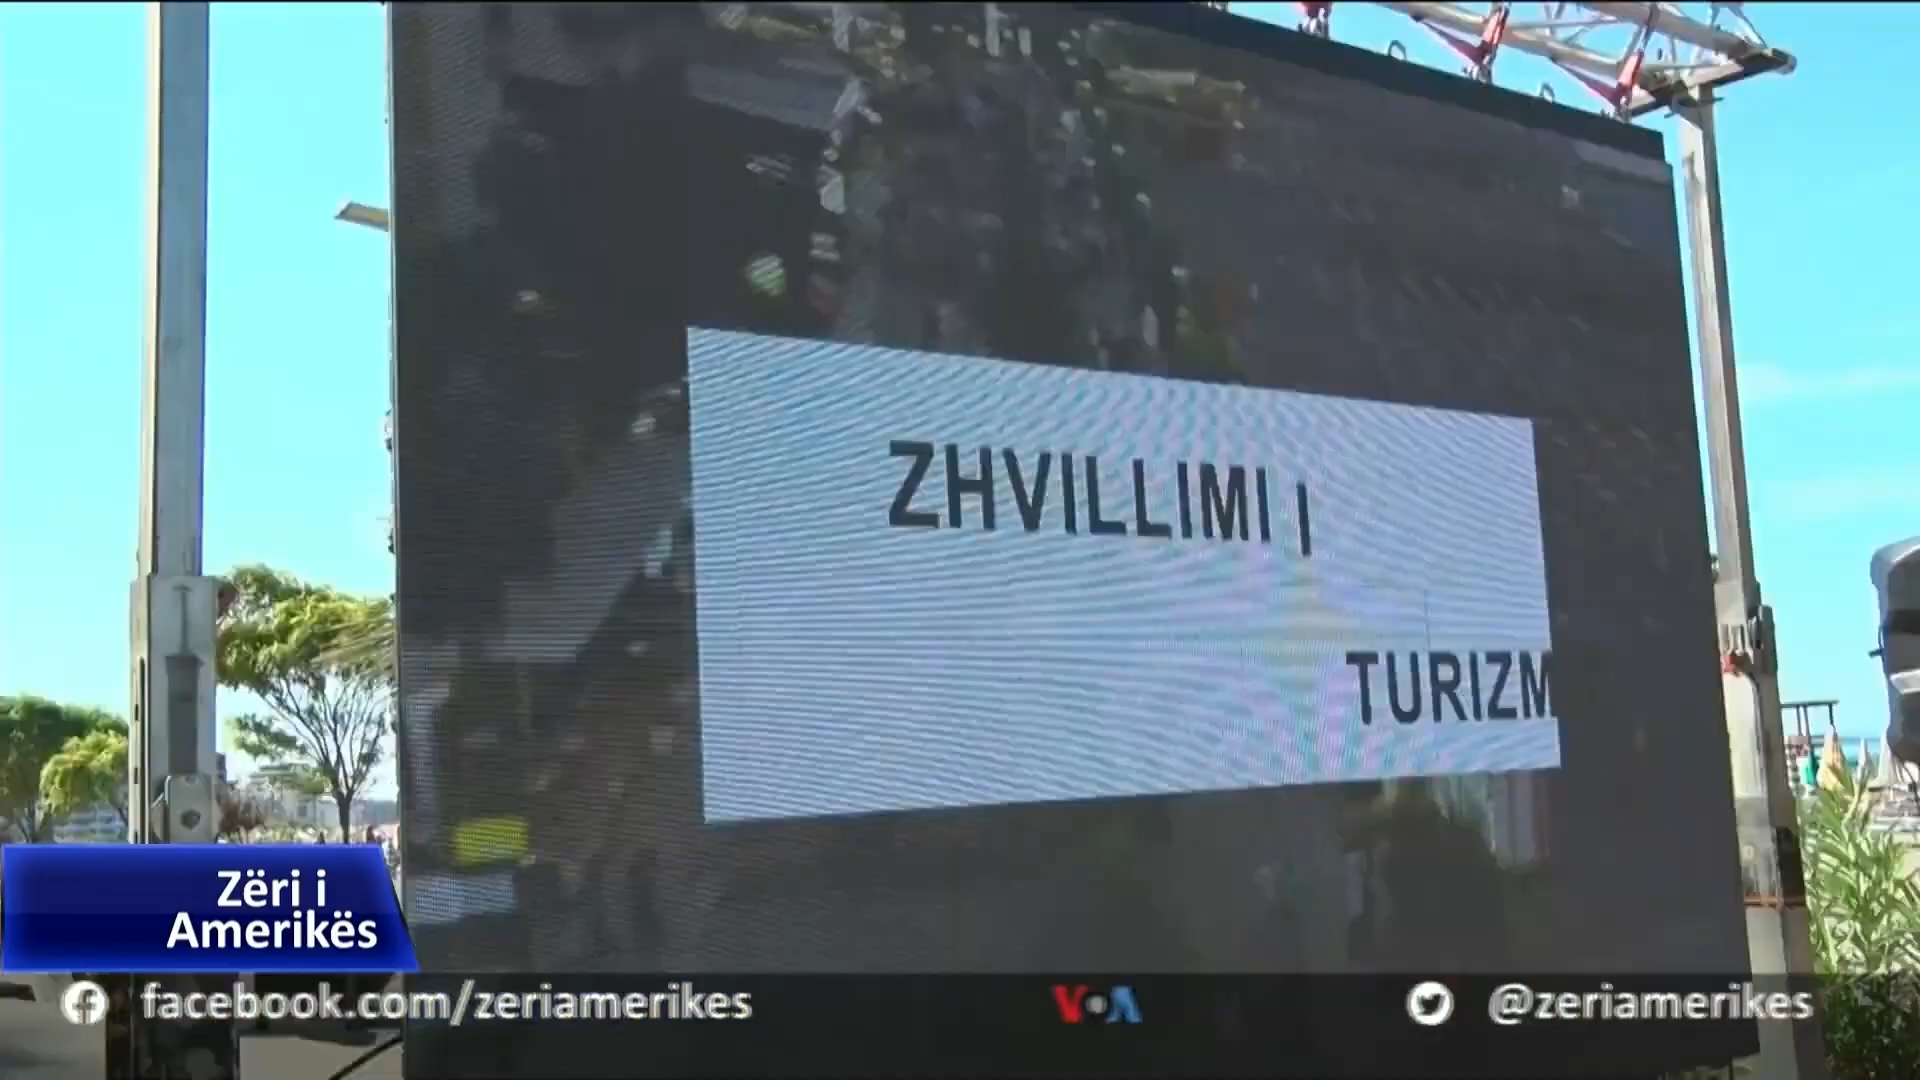 ZHVILLIMI I
TURIZM
Zëri i
Amerikës
facebook.com/zeriamerikes
VOA
@zeriamerikes